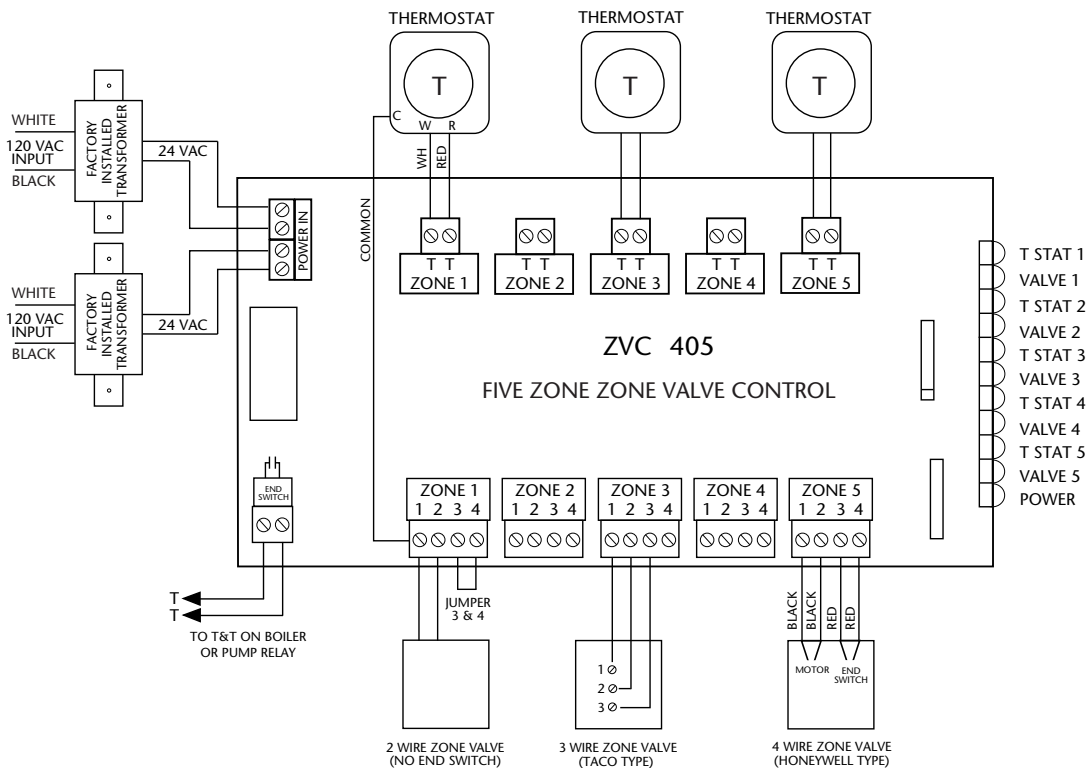 THERMOSTAT
THERMOSTAT
THERMOSTAT
T
T
T
C
W R
WH
RED
COMMON
WHITE
120 VAC
INPUT
BLACK
FACTORY
INSTALLED
TRANSFORMER
24 VAC
POWER IN
WHITE
120 VAC
INPUT
BLACK
FACTORY
INSTALLED
TRANSFORMER
24 VAC
T T
ZONE 1
T T
ZONE 2
T T
ZONE 3
T T
ZONE 4
T T
ZONE 5
ZVC 405
FIVE ZONE ZONE VALVE CONTROL
T STAT 1
VALVE 1
T STAT 2
VALVE 2
T STAT 3
VALVE 3
T STAT 4
VALVE 4
T STAT 5
VALVE 5
POWER
END
SWITCH
T
T
TO T&T ON BOILER
OR PUMP RELAY
ZONE 1
1 2 3 4
ZONE 2
1 2 3 4
ZONE 3
1 2 3 4
ZONE 4
1 2 3 4
ZONE 5
1 2 3 4
JUMPER
3 & 4
BLACK
BLACK
RED
RED
1
2
3
MOTOR
END
SWITCH
2 WIRE ZONE VALVE
(NO END SWITCH)
3 WIRE ZONE VALVE
(TACO TYPE)
4 WIRE ZONE VALVE
(HONEYWELL TYPE)